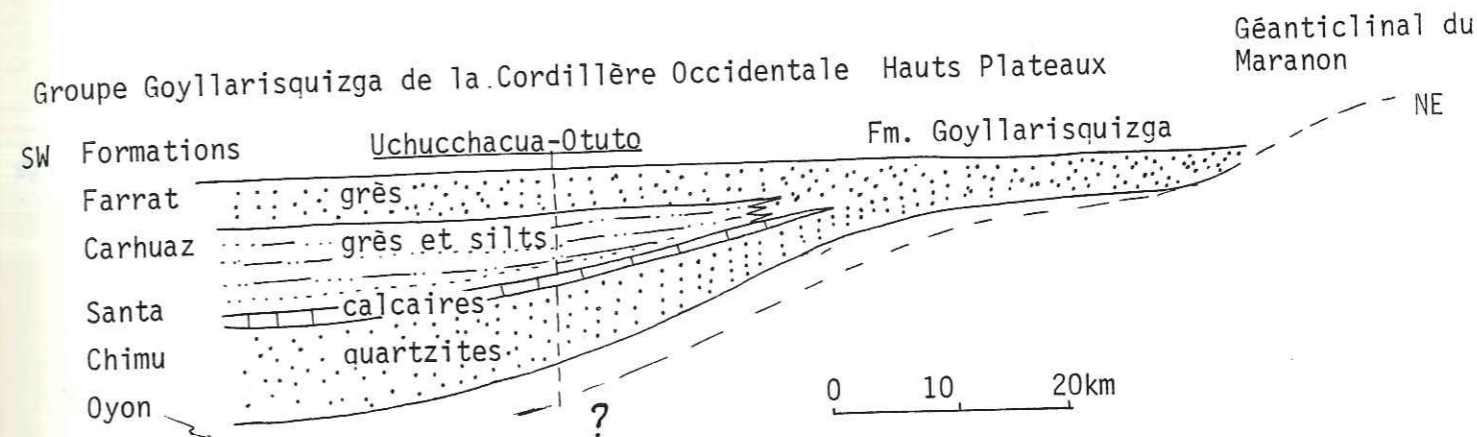 Géanticlinal du
Maranon
Groupe Goyllarisquizga de la Cordillère Occidentale Hauts Plateaux
NE
SW Formations Uchucchacua-Otuto Fm. Goyllarisquizga
Farrat grès
Carhuaz grès et silts
Santa calcaires
Chimu quartzites
Oyon
?
0 10 20km